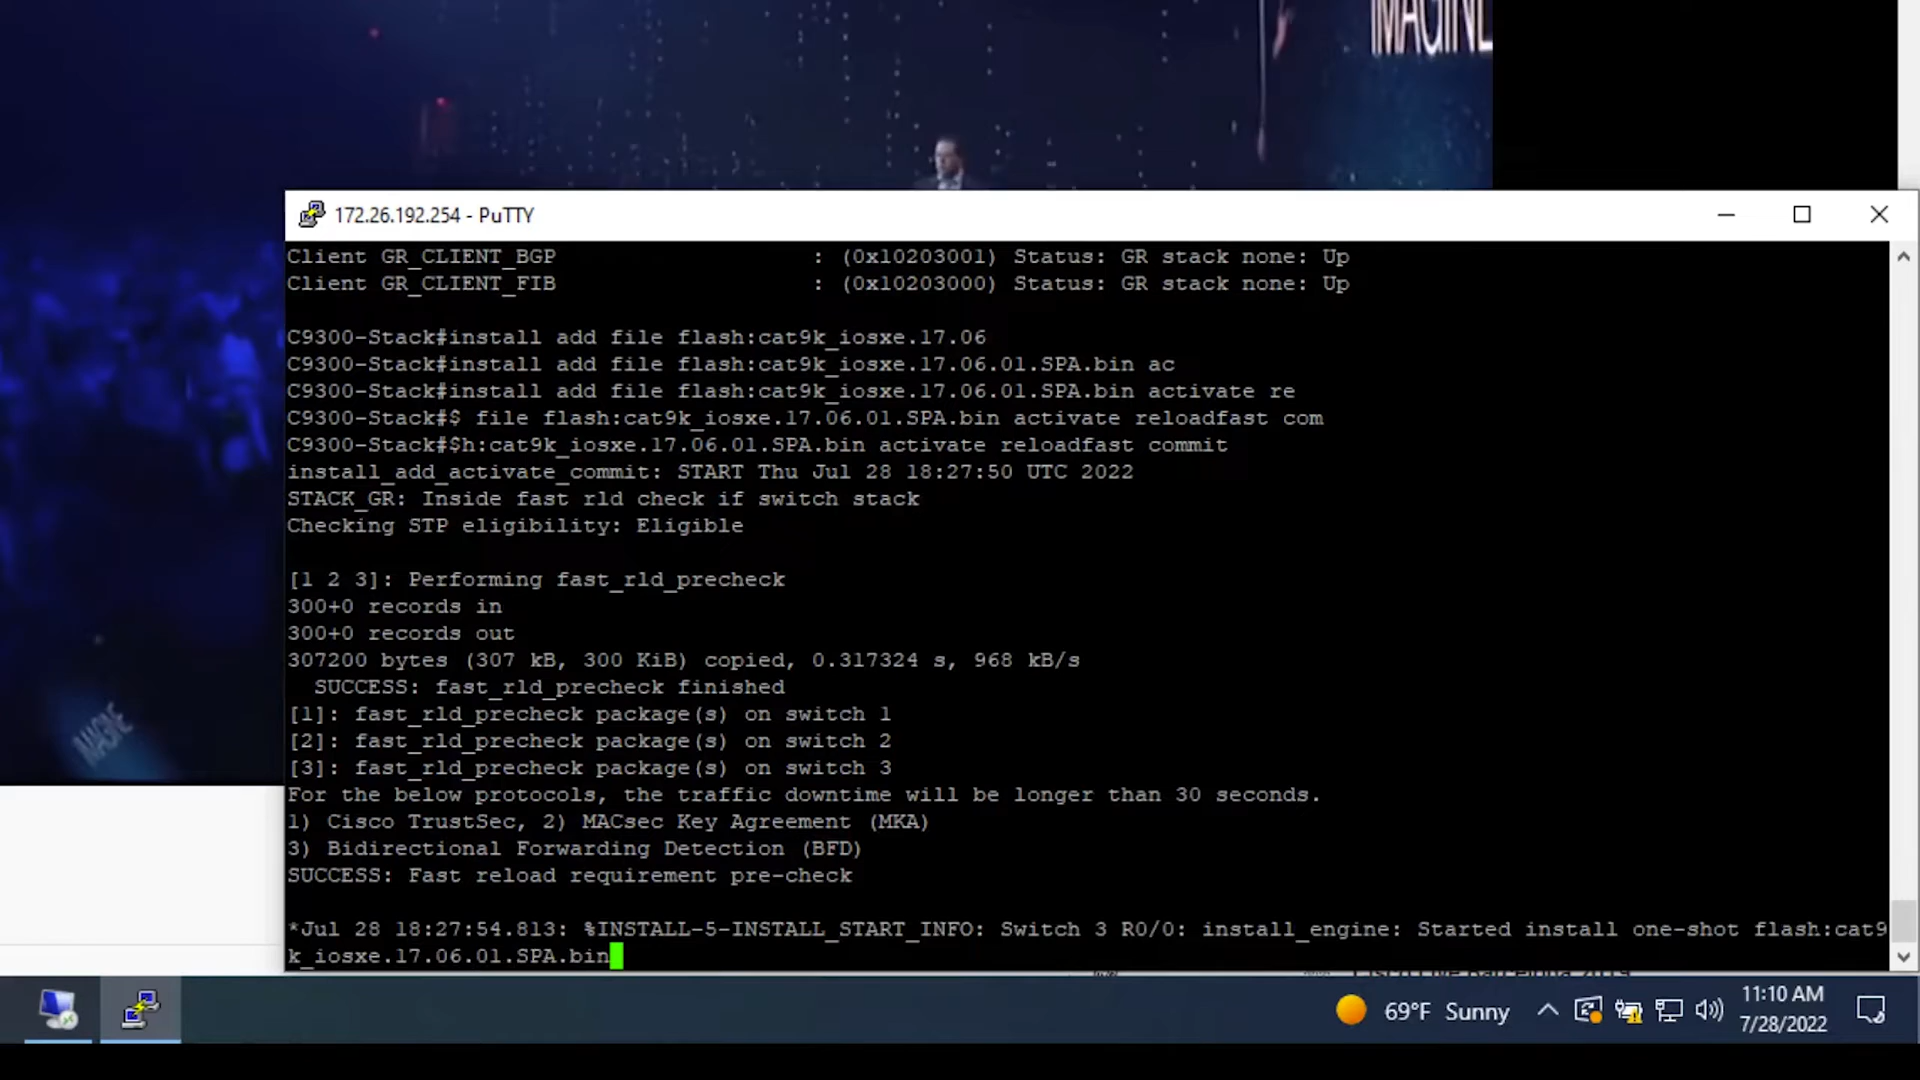 IMAGINE
172.26.192.254 - PuTTY
Client GR_CLIENT_BGP : (0x10203001) Status: GR stack none: Up
Client GR_CLIENT_FIB : (0x10203000) Status: GR stack none: Up
C9300-Stack#install add file flash:cat9k_iosxe.17.06
C9300-Stack#install add file flash:cat9k_iosxe.17.06.01.SPA.bin ac
C9300-Stack#install add file flash:cat9k_iosxe.17.06.01.SPA.bin activate re
C9300-Stack#$ file flash:cat9k_iosxe.17.06.01.SPA.bin activate reloadfast com
C9300-Stack#$h:cat9k_iosxe.17.06.01.SPA.bin activate reloadfast commit
install_add_activate_commit: START Thu Jul 28 18:27:50 UTC 2022
STACK_GR: Inside fast rld check if switch stack
Checking STP eligibility: Eligible
[1 2 3]: Performing fast_rld_precheck
300+0 records in
300+0 records out
307200 bytes (307 kB, 300 KiB) copied, 0.317324 s, 968 kB/s
SUCCESS: fast_rld_precheck finished
[1]: fast_rld_precheck package(s) on switch 1
[2]: fast_rld_precheck package(s) on switch 2
[3]: fast_rld_precheck package(s) on switch 3
For the below protocols, the traffic downtime will be longer than 30 seconds.
1) Cisco TrustSec, 2) MACsec Key Agreement (MKA)
3) Bidirectional Forwarding Detection (BFD)
SUCCESS: Fast reload requirement pre-check
*Jul 28 18:27:54.813: %INSTALL-5-INSTALL_START_INFO: Switch 3 R0/0: install_engine: Started install one-shot flash:cat9
k_iosxe.17.06.01.SPA.bin
IMAGINE
Cisco Live Barcelona 2019
69°F Sunny
11:10 AM
7/28/2022